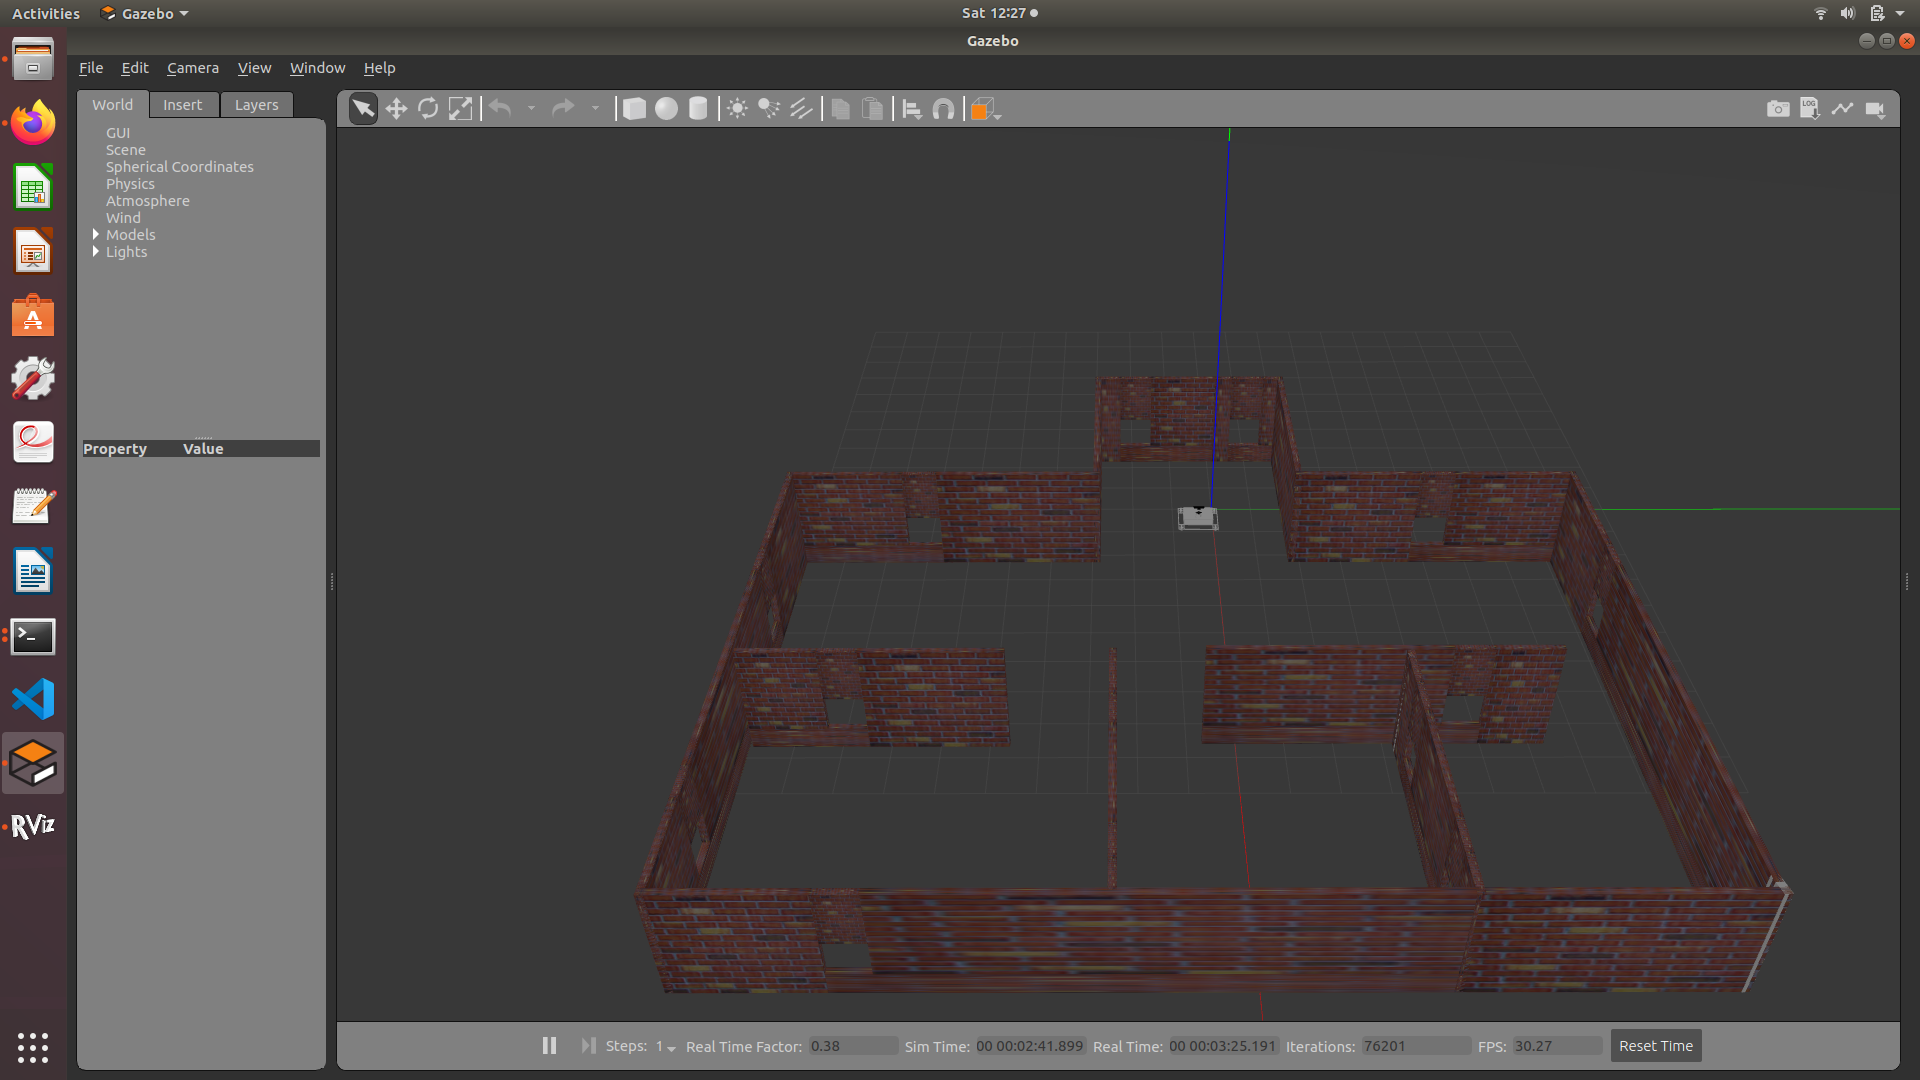 Activities Gazebo Sat 12:27
Gazebo
File Edit Camera View Window Help
World Insert Layers
GUI
Scene
Spherical Coordinates
Physics
Atmosphere
Wind
Models
Lights
Property Value
LOG
RViz
Steps: 1 Real Time Factor: 0.38 Sim Time: 00 00:02:41.899 Real Time: 00 00:03:25.191 Iterations: 76201 FPS: 30.27 Reset Time